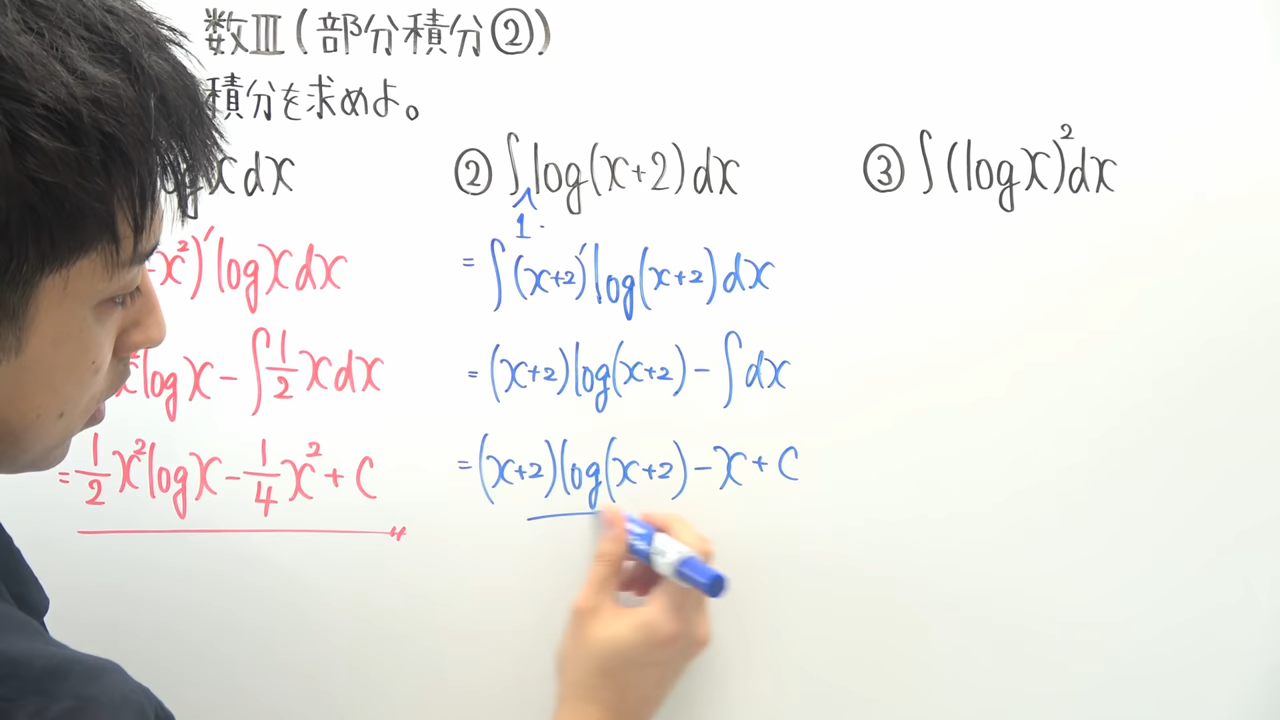 数Ⅲ(部分積分②)
積分を求めよ。
xdx
x²)'logxdx
logx-∫1/2xdx
=1/2x²logx-1/4x²+C
②∫log(x+2)dx
1·
=∫(x+2)'log(x+2)dx
=(x+2)log(x+2)-∫dx
=(x+2)log(x+2)-x+C
③∫(logx)²dx